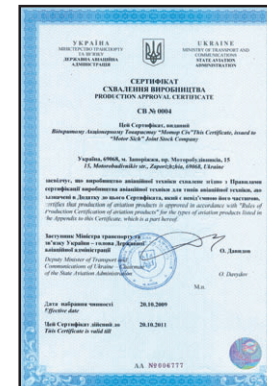 УКРАЇНА
МІНІСТЕРСТВО ТРАНСПОРТУ
ТА ЗВ'ЯЗКУ
ДЕРЖАВНА АВІАЦІЙНА
АДМІНІСТРАЦІЯ
UKRAINE
MINISTRY OF TRANSPORT AND
COMMUNICATIONS
STATE AVIATION
ADMINISTRATION
СЕРТИФІКАТ
СХВАЛЕННЯ ВИРОБНИЦТВА
PRODUCTION APPROVAL CERTIFICATE
СВ № 0004
Цей Сертифікат, виданий
Відкритому Акціонерному Товариству "Мотор Січ"This Certificate, issued to
"Motor Sich" Joint Stock Company
Україна, 69068, м. Запоріжжя, пр. Моторобудівників, 15
15, Motorobudivnikiv str., Zaporizhzhia, 69068, Ukraine
засвідчує, що виробництво авіаційної техніки схвалено згідно з Правилами
сертифікації виробництва авіаційної техніки для типів авіаційної техніки, що
зазначені в Додатку до цього Сертифіката, який є невід'ємною його частиною.
certifies that production of aviation products is approved in accordance with "Rules of
Production Certification of aviation products" for the types of aviation products listed in
the Appendix to this Certificate, which is a part hereof.
Заступник Міністра транспорту та
зв'язку України – голова Державної
авіаційної адміністрації
О. Давидов
Deputy Minister of Transport and
Communications of Ukraine – Chairman
of the State Aviation Administration
O. Davydov
М.п.
Дата набрання чинності 20.10.2009
Effective date
Цей Сертифікат дійсний до 20.10.2011
This Certificate is valid till
АА №006777